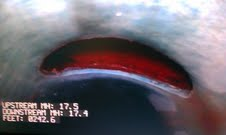 UPSTREAM MH: 17.5
DOWNSTREAM MH: 17.4
FEET: 0242.6